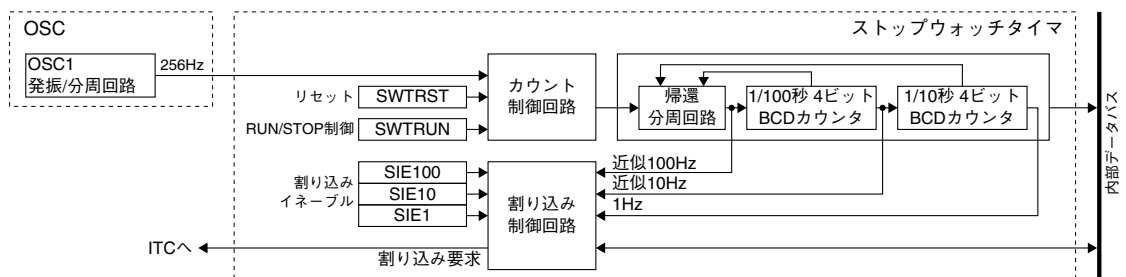 OSC
ストップウォッチタイマ
OSC1
発振/分周回路
256Hz
リセット
SWTRST
RUN/STOP制御
SWTRUN
カウント
制御回路
帰還
分周回路
1/100秒 4ビット
BCDカウンタ
1/10秒 4ビット
BCDカウンタ
内部データバス
割り込み
イネーブル
SIE100
SIE10
SIE1
割り込み
制御回路
近似100Hz
近似10Hz
1Hz
ITCへ
割り込み要求